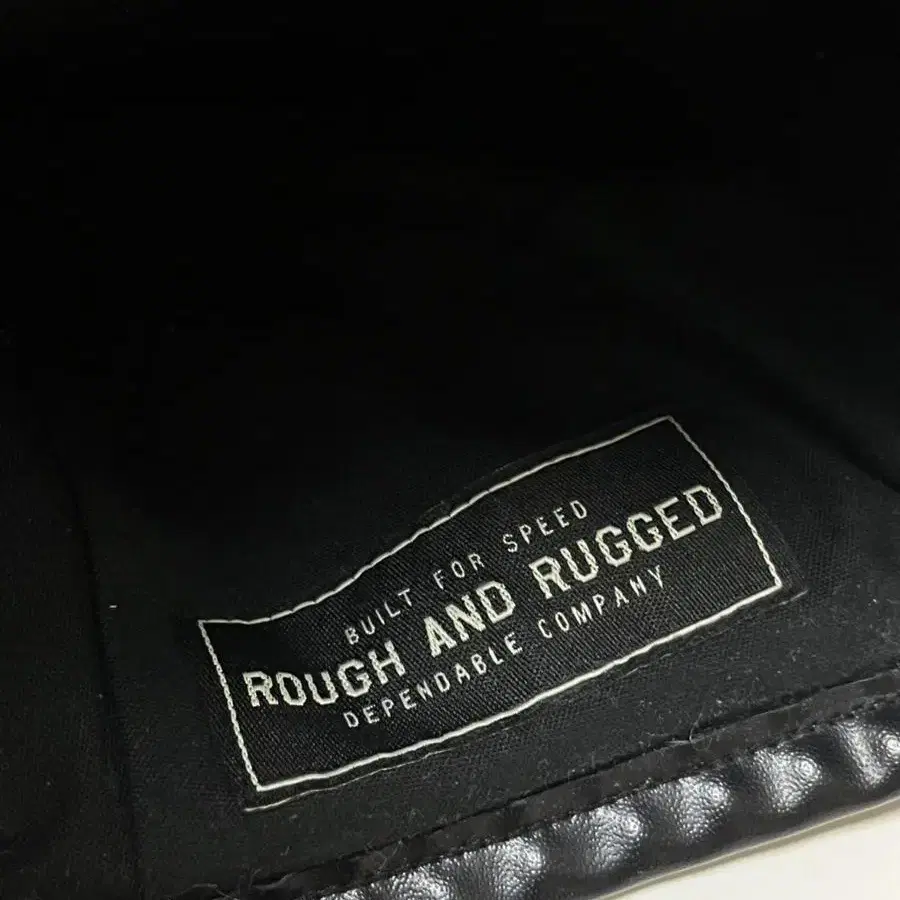 BUILT FOR SPEED
ROUGH AND RUGGED
DEPENDABLE COMPANY